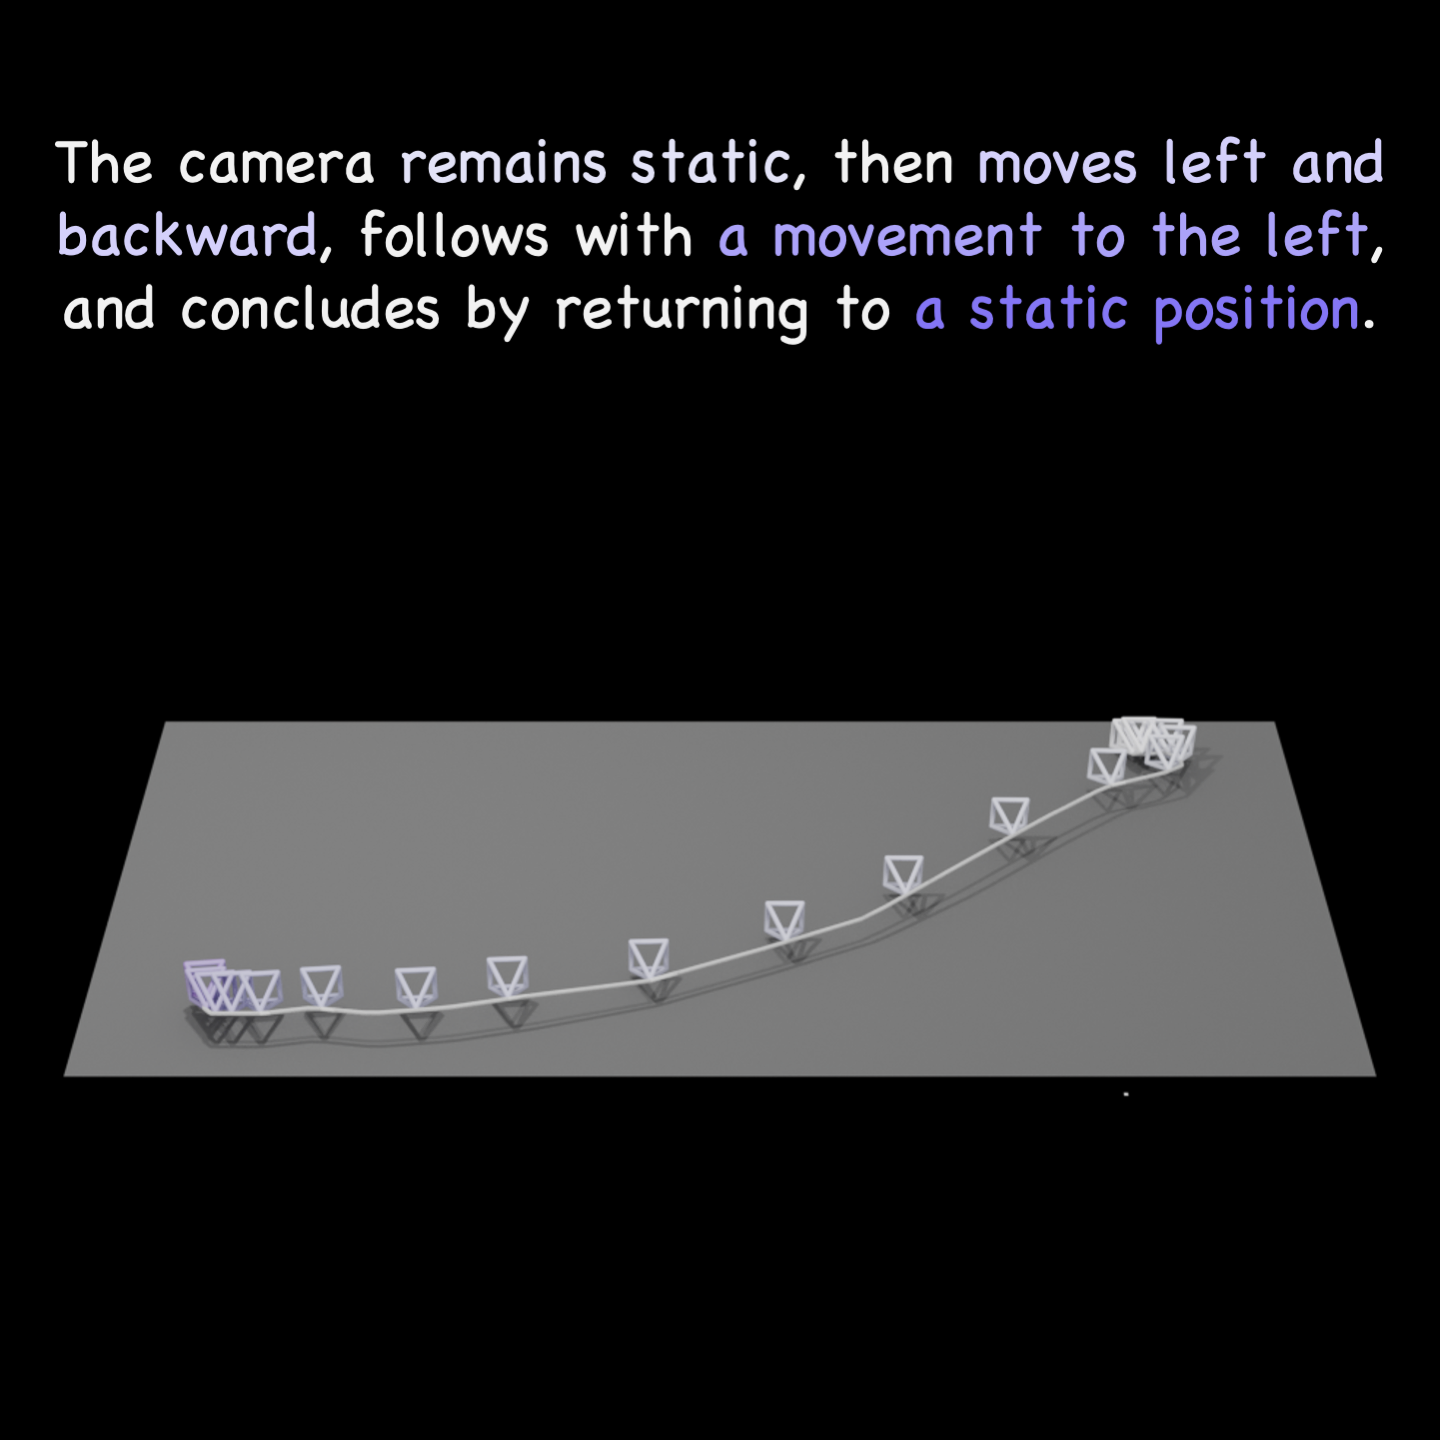 The camera remains static, then moves left and
backward, follows with a movement to the left,
and concludes by returning to a static position.